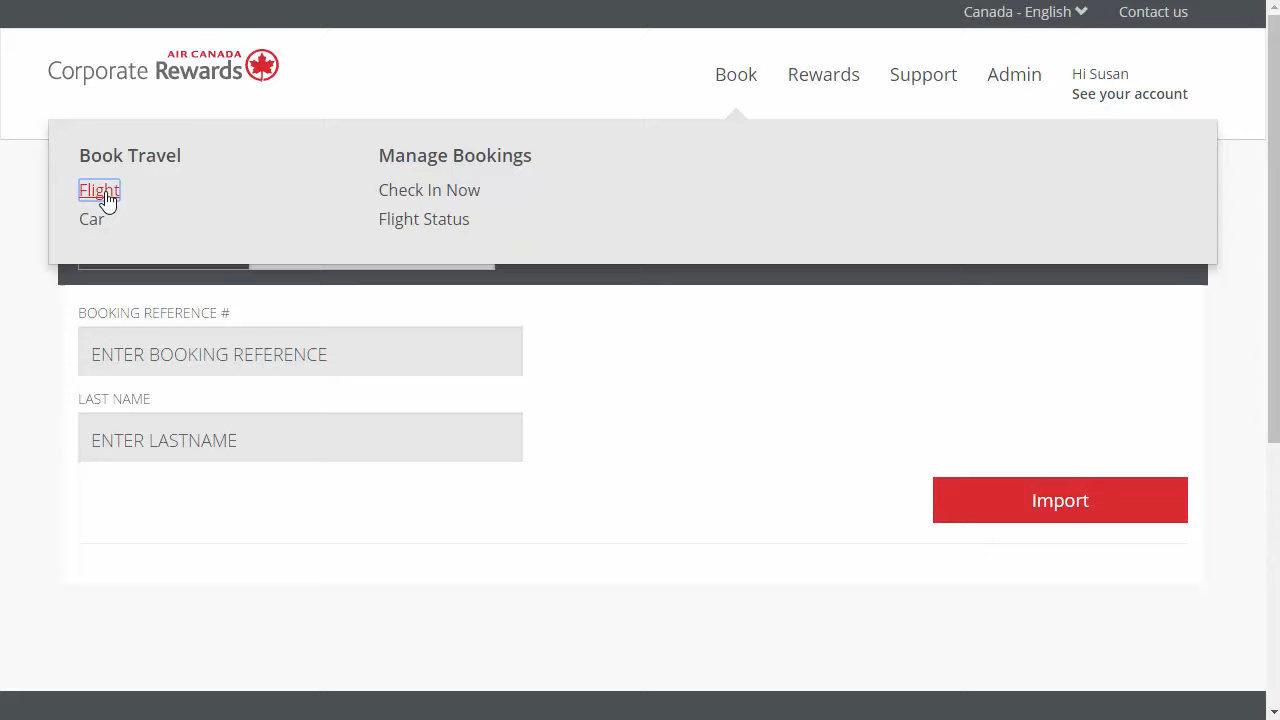 Canada - English
Contact us
AIR CANADA
Corporate Rewards
Book
Rewards
Support
Admin
Hi Susan
See your account
Book Travel
Flight
Car
Manage Bookings
Check In Now
Flight Status
BOOKING REFERENCE #
ENTER BOOKING REFERENCE
LAST NAME
ENTER LASTNAME
Import